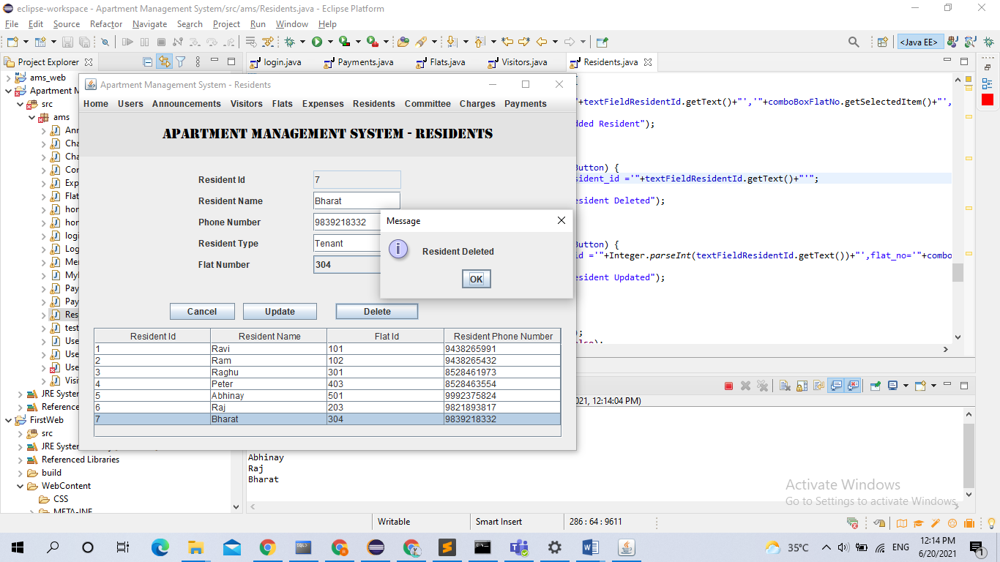 eclipse-workspace - Apartment Management System/src/ams/Residents.java - Eclipse Platform
File Edit Source Refactor Navigate Search Project Run Window Help
<Java EE>
Project Explorer
login.java Payments.java Flats.java Visitors.java Residents.java
ams_web
Apartment M
src
ams
Ann
Cha
Cha
Cor
Exp
Flat
hor
hor
logi
Log
Mer
Myl
Pay
Pay
Res
test
Use
Use
Use
Visi
JRE System
Reference
FirstWeb
src
JRE System
Referenced Libraries
build
WebContent
CSS
META-INF
Apartment Management System - Residents
Home Users Announcements Visitors Flats Expenses Residents Committee Charges Payments
APARTMENT MANAGEMENT SYSTEM - RESIDENTS
Resident Id 7
Resident Name Bharat
Phone Number 9839218332
Resident Type Tenant
Flat Number 304
Message
Resident Deleted
OK
Cancel Update Delete
Resident Id Resident Name Flat Id Resident Phone Number
1 Ravi 101 9438265991
2 Ram 102 9438265432
3 Raghu 301 8528461973
4 Peter 403 8528463554
5 Abhinay 501 9992375824
6 Raj 203 9821893817
7 Bharat 304 9839218332
+textFieldResidentId.getText()+"','"+comboBoxFlatNo.getSelectedItem()+"',
dded Resident");
Button) {
sident_id ='"+textFieldResidentId.getText()+"'";
esident Deleted");
Button) {
id ='"+Integer.parseInt(textFieldResidentId.getText())+"',flat_no='"+combo
esident Updated");
);
alse);
021, 12:14:04 PM)
Abhinay
Raj
Bharat
Activate Windows
Go to Settings to activate Windows.
Writable Smart Insert 286 : 64 : 9611
35°C ENG 12:14 PM
6/20/2021
1